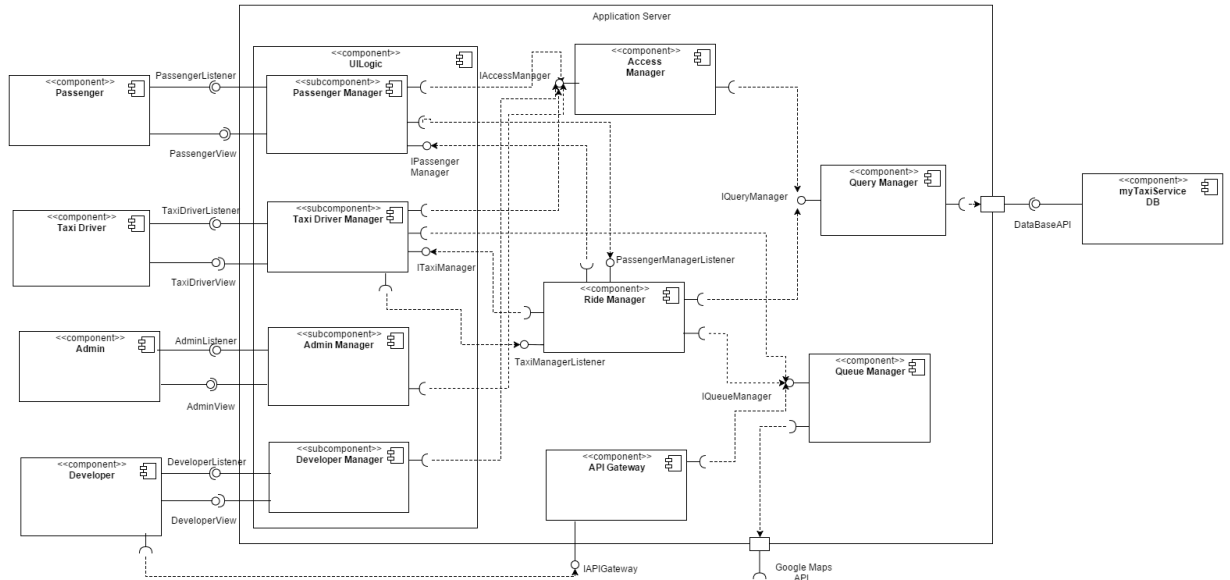 Application Server
<<component>>
UILogic
<<component>>
Access
Manager
<<component>>
Passenger
PassengerListener
PassengerView
<<subcomponent>>
Passenger Manager
IAccessManager
IPassenger
Manager
<<component>>
Query Manager
IQueryManager
<<component>>
myTaxiService
DB
DataBaseAPI
<<component>>
Taxi Driver
TaxiDriverListener
TaxiDriverView
<<subcomponent>>
Taxi Driver Manager
ITaxiManager
PassengerManagerListener
<<component>>
Ride Manager
TaxiManagerListener
<<component>>
Admin
AdminListener
AdminView
<<subcomponent>>
Admin Manager
<<component>>
Queue Manager
IQueueManager
<<component>>
Developer
DeveloperListener
DeveloperView
<<subcomponent>>
Developer Manager
<<component>>
API Gateway
IAPIGateway
Google Maps
API